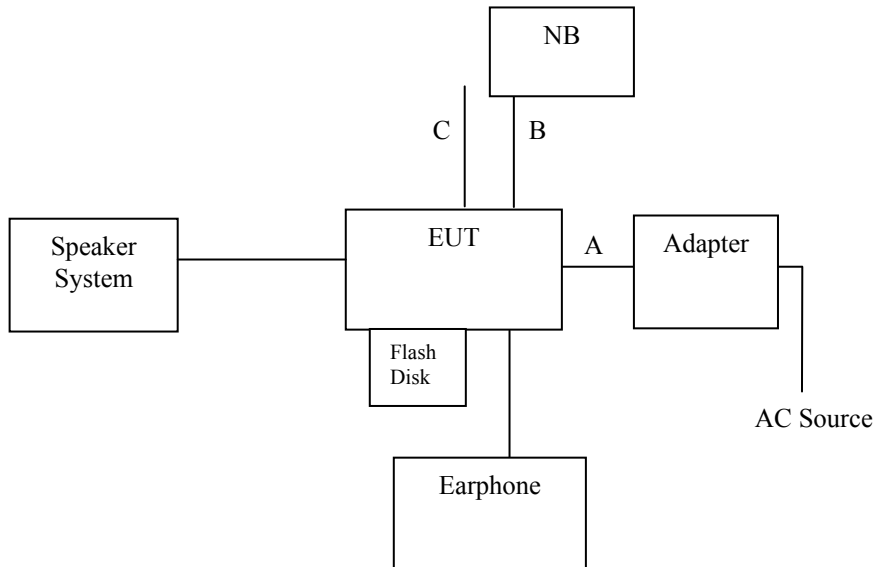 NB
C
B
Speaker
System
EUT
A
Adapter
Flash
Disk
AC Source
Earphone